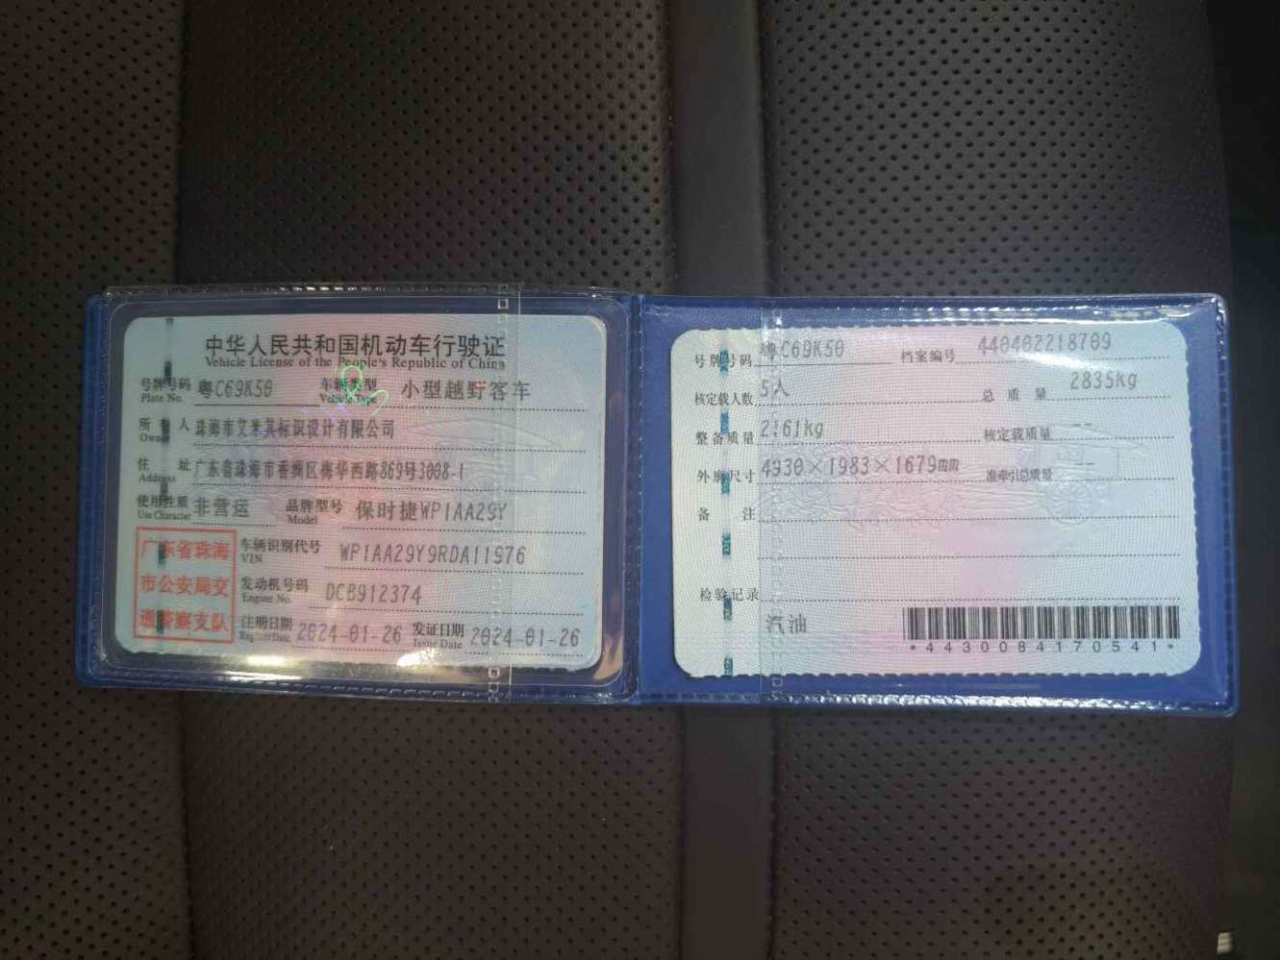 中华人民共和国机动车行驶证
Vehicle License of the People's Republic of China
号牌号码 Plate No. 粤C69K50 车辆类型 Vehicle Type 小型越野客车
所有人 Owner 珠海市艾米其标识设计有限公司
住址 Address 广东省珠海市香洲区梅华西路869号3008-1
使用性质 Use Character 非营运 品牌型号 Model 保时捷WP1AA29Y
广东省珠海市公安局交通警察支队
车辆识别代号 VIN WP1AA29Y9RDA11976
发动机号码 Engine No. DCB912374
注册日期 Register Date 2024-01-26 发证日期 Issue Date 2024-01-26
号牌号码 粤C69K50 档案编号 440402218709
核定载人数 5人 总质量 2835kg
整备质量 2161kg 核定载质量 --
外廓尺寸 4930×1983×1679mm 准牵引总质量 --
备注
检验记录
汽油
*4430084170541*